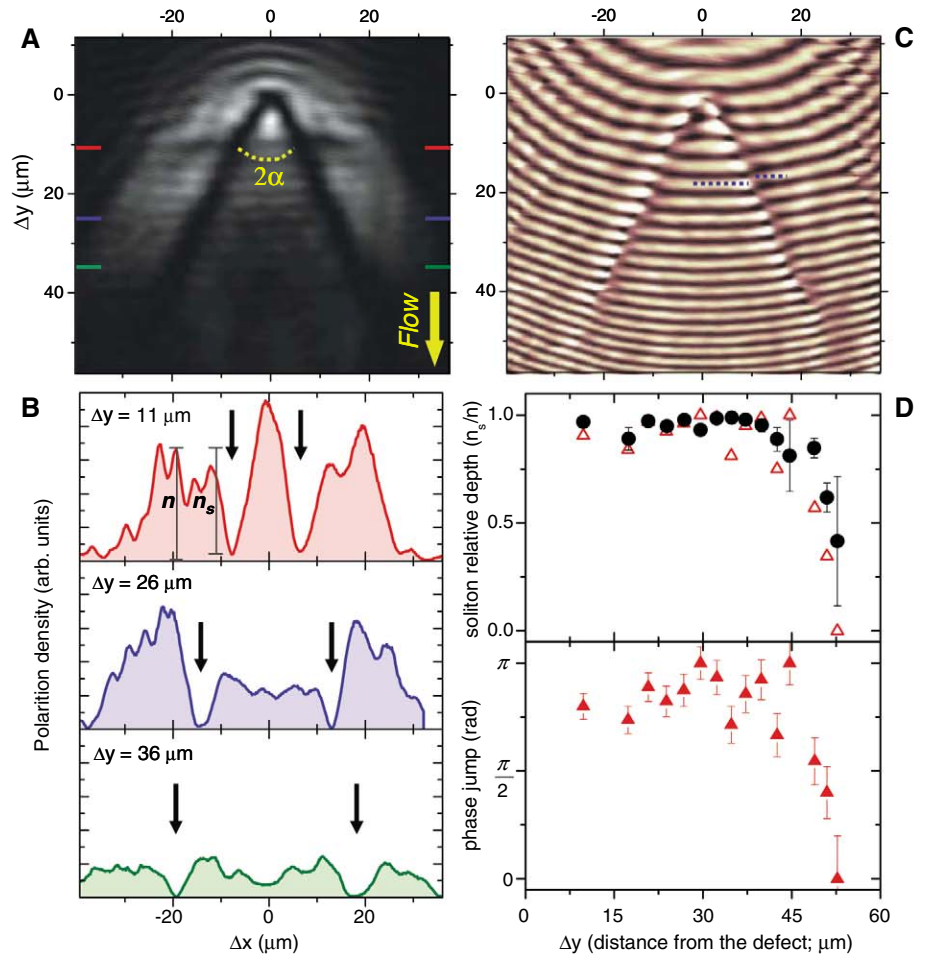 A
-20 0 20
Δy (μm)
0
20
40
2α
Flow
C
-20 0 20
0
20
40
B
Polarition density (arb. units)
Δy = 11 μm
n
nₛ
Δy = 26 μm
Δy = 36 μm
-20 0 20
Δx (μm)
D
soliton relative depth (nₛ/n)
1.0
0.5
0.0
phase jump (rad)
π
π/2
0
0 15 30 45 60
Δy (distance from the defect; μm)